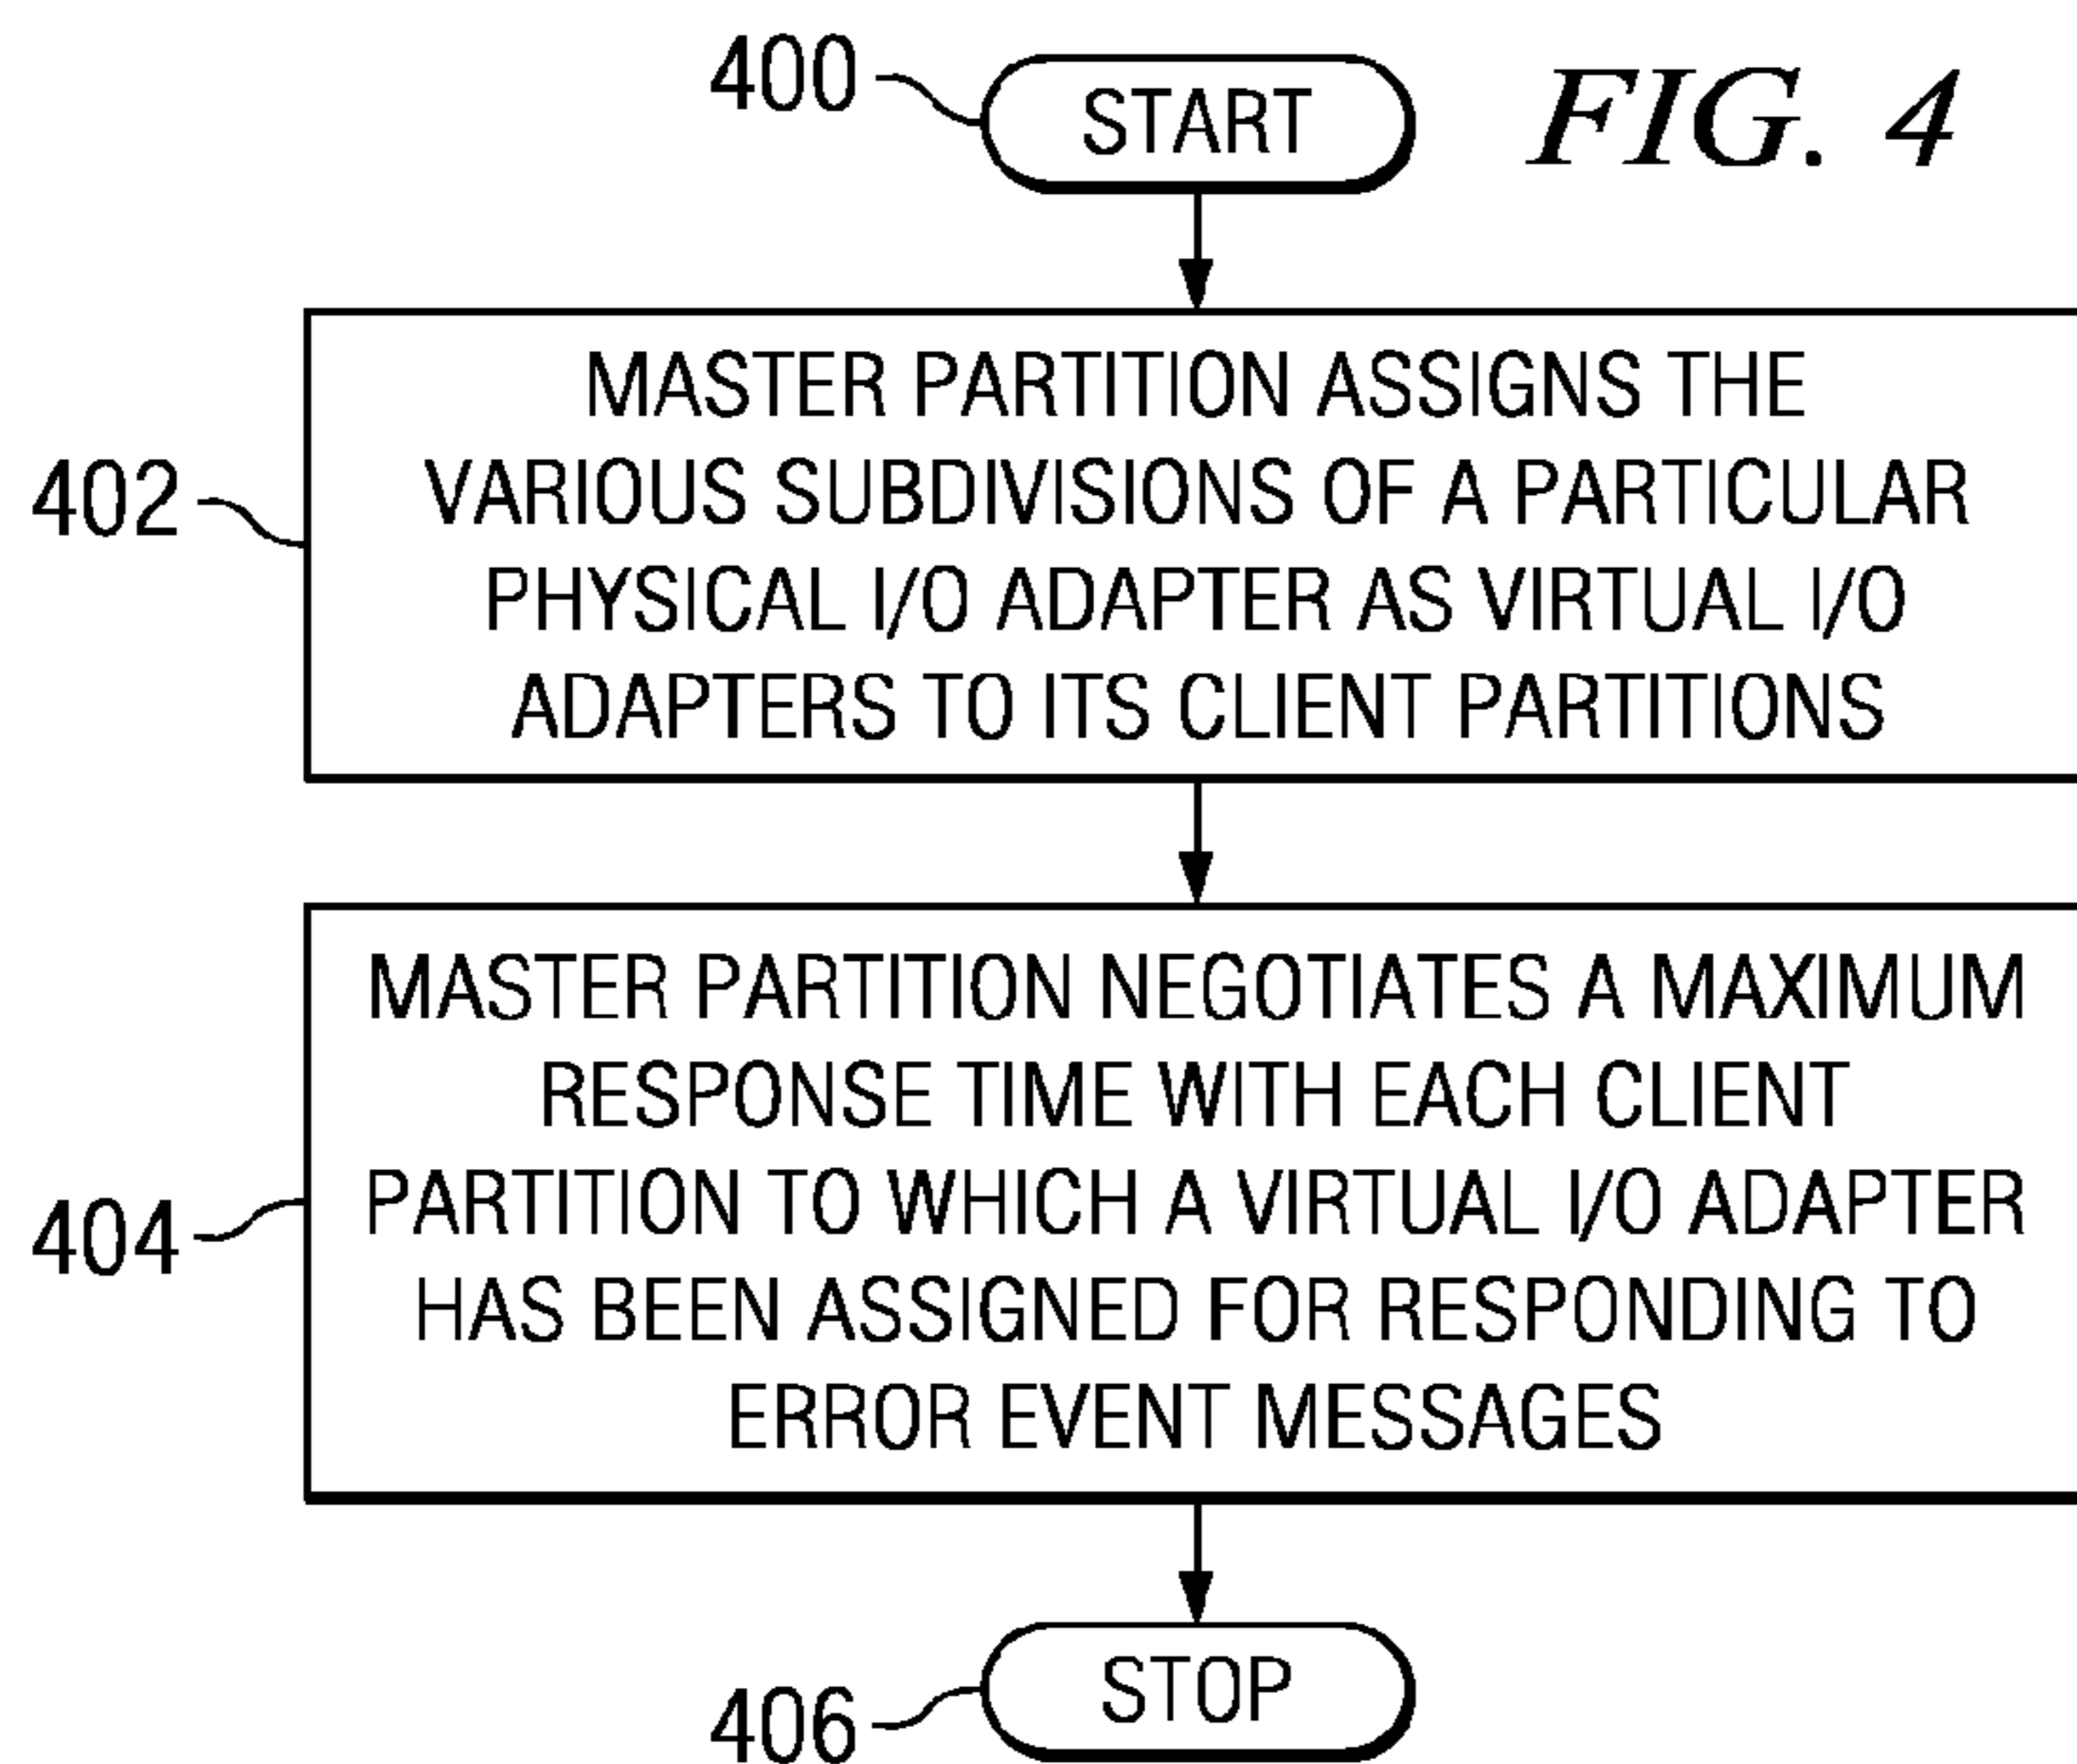 400
START
FIG. 4
402
MASTER PARTITION ASSIGNS THE
VARIOUS SUBDIVISIONS OF A PARTICULAR
PHYSICAL I/O ADAPTER AS VIRTUAL I/O
ADAPTERS TO ITS CLIENT PARTITIONS
404
MASTER PARTITION NEGOTIATES A MAXIMUM
RESPONSE TIME WITH EACH CLIENT
PARTITION TO WHICH A VIRTUAL I/O ADAPTER
HAS BEEN ASSIGNED FOR RESPONDING TO
ERROR EVENT MESSAGES
406
STOP